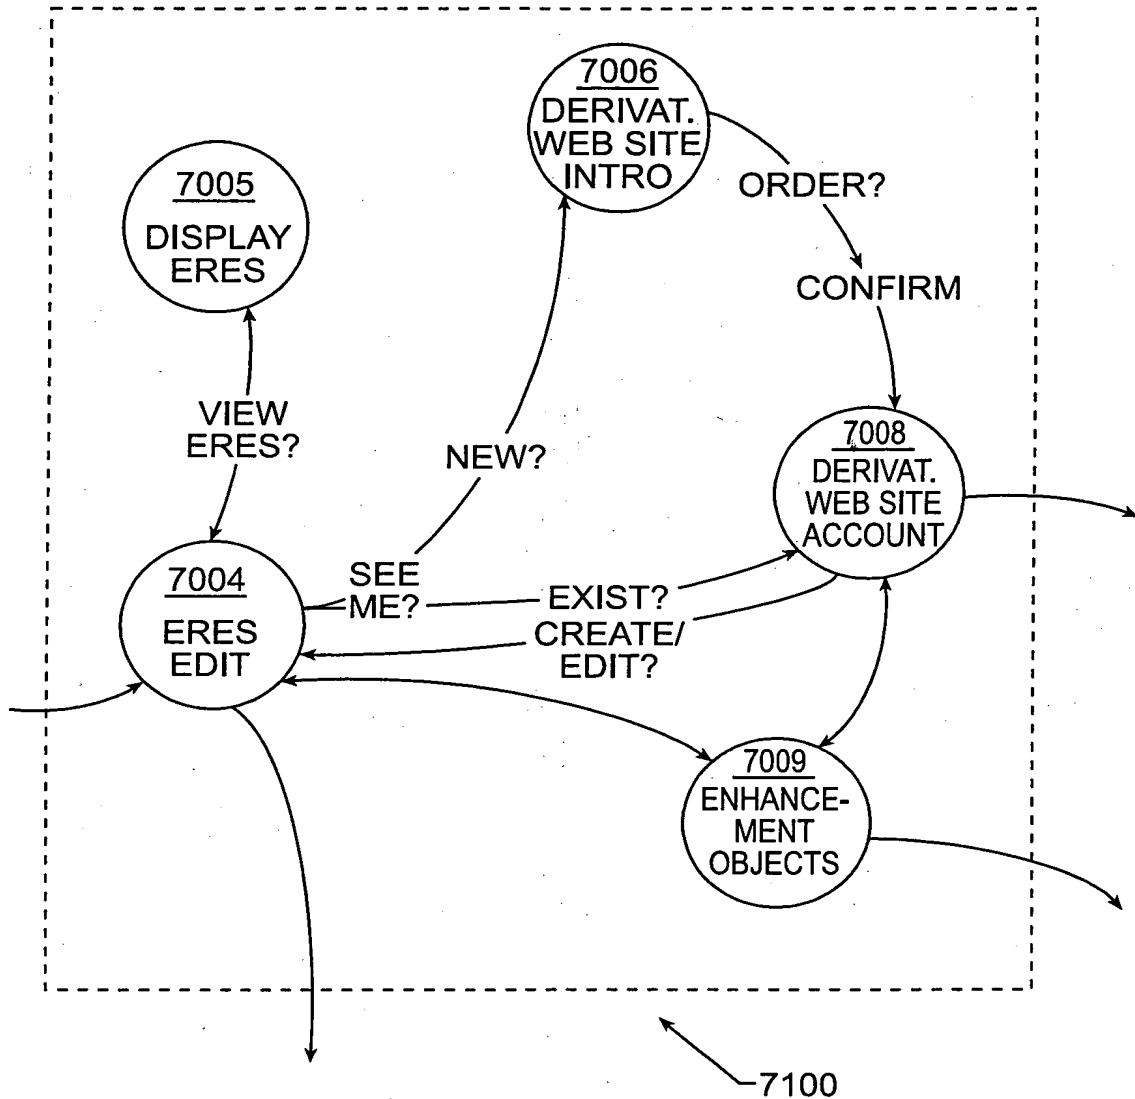 7006
DERIVAT.
WEB SITE
INTRO
7005
DISPLAY
ERES
ORDER?
CONFIRM
VIEW
ERES?
NEW?
7008
DERIVAT.
WEB SITE
ACCOUNT
7004
ERES
EDIT
SEE
ME?
EXIST?
CREATE/
EDIT?
7009
ENHANCE-
MENT
OBJECTS
7100